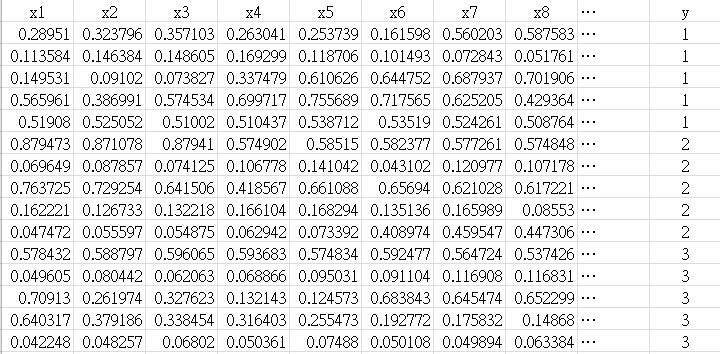 x1 x2 x3 x4 x5 x6 x7 x8 … y
0.28951 0.323796 0.357103 0.263041 0.253739 0.161598 0.560203 0.587583 … 1
0.113584 0.146384 0.148605 0.169299 0.118706 0.101493 0.072843 0.051761 … 1
0.149531 0.09102 0.073827 0.337479 0.610626 0.644752 0.687937 0.701906 … 1
0.565961 0.386991 0.574534 0.699717 0.755689 0.717565 0.625205 0.429364 … 1
0.51908 0.525052 0.51002 0.510437 0.538712 0.53519 0.524261 0.508764 … 1
0.879473 0.871078 0.87941 0.574902 0.58515 0.582377 0.577261 0.574848 … 2
0.069649 0.087857 0.074125 0.106778 0.141042 0.043102 0.120977 0.107178 … 2
0.763725 0.729254 0.641506 0.418567 0.661088 0.65694 0.621028 0.617221 … 2
0.162221 0.126733 0.132218 0.166104 0.168294 0.135136 0.165989 0.08553 … 2
0.047472 0.055597 0.054875 0.062942 0.073392 0.408974 0.459547 0.447306 … 2
0.578432 0.588797 0.596065 0.593683 0.574834 0.592477 0.564724 0.537426 … 3
0.049605 0.080442 0.062063 0.068866 0.095031 0.091104 0.116908 0.116831 … 3
0.70913 0.261974 0.327623 0.132143 0.124573 0.683843 0.645474 0.652299 … 3
0.640317 0.379186 0.338454 0.316403 0.255473 0.192772 0.175832 0.14868 … 3
0.042248 0.048257 0.06802 0.050361 0.07488 0.050108 0.049894 0.063384 … 3